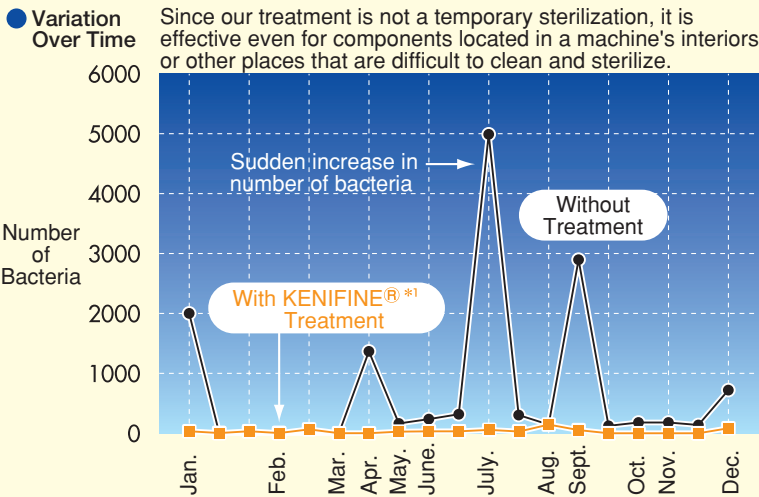 Variation
Over Time
Since our treatment is not a temporary sterilization, it is
effective even for components located in a machine's interiors
or other places that are difficult to clean and sterilize.
6000
5000
4000
3000
2000
1000
0
Number
of
Bacteria
Sudden increase in
number of bacteria
Without
Treatment
With KENIFINE® *1
Treatment
Jan.
Feb.
Mar.
Apr.
May.
June.
July.
Aug.
Sept.
Oct.
Nov.
Dec.